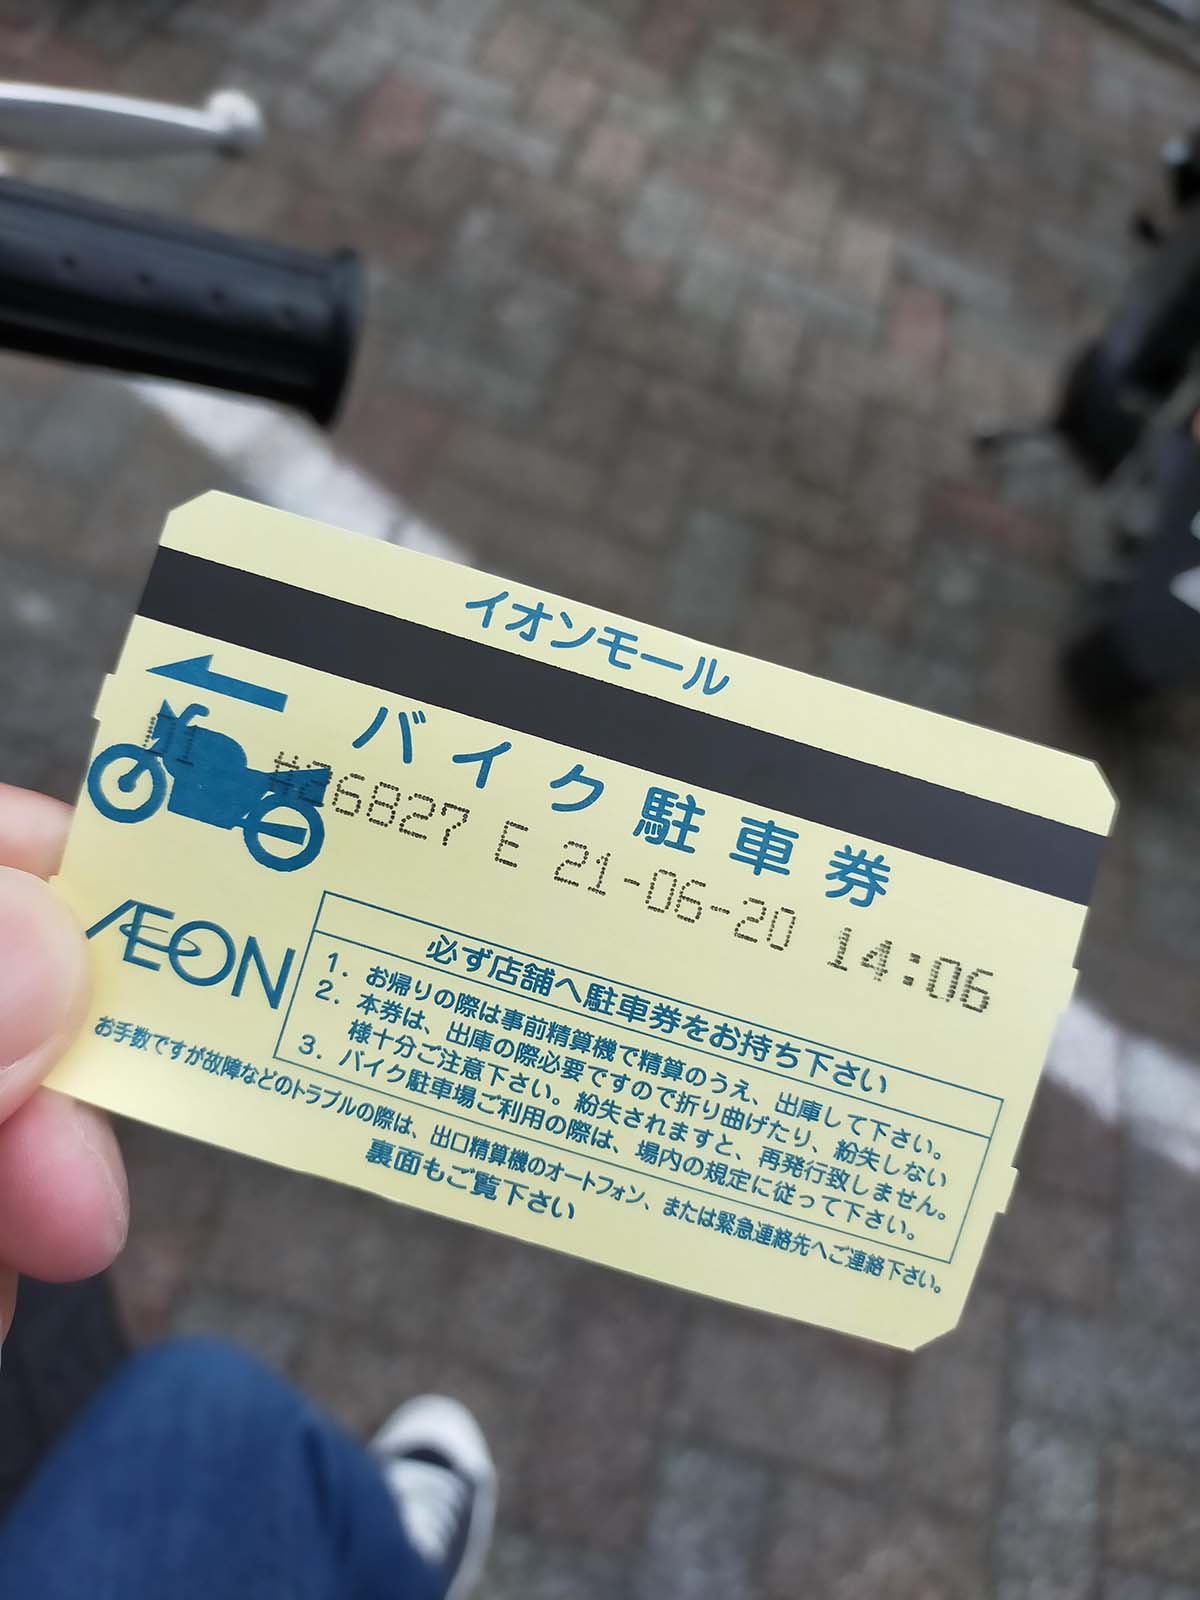 イオンモール
バイク駐車券
01 #26827 E 21-06-20 14:06
ÆON
必ず店舗へ駐車券をお持ち下さい
1. お帰りの際は事前精算機で精算のうえ、出庫して下さい。
2. 本券は、出庫の際必要ですので折り曲げたり、紛失しない
様十分ご注意下さい。紛失されますと、再発行致しません。
3. バイク駐車場ご利用の際は、場内の規定に従って下さい。
お手数ですが故障などのトラブルの際は、出口精算機のオートフォン、または緊急連絡先へご連絡下さい。
裏面もご覧下さい